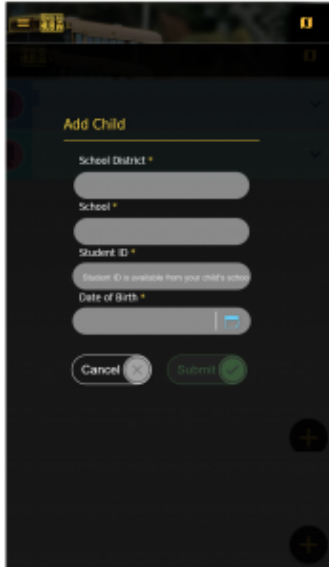 Add Child
School District *
School *
Student ID *
Student ID is available from your child's school
Date of Birth *
Cancel
Submit